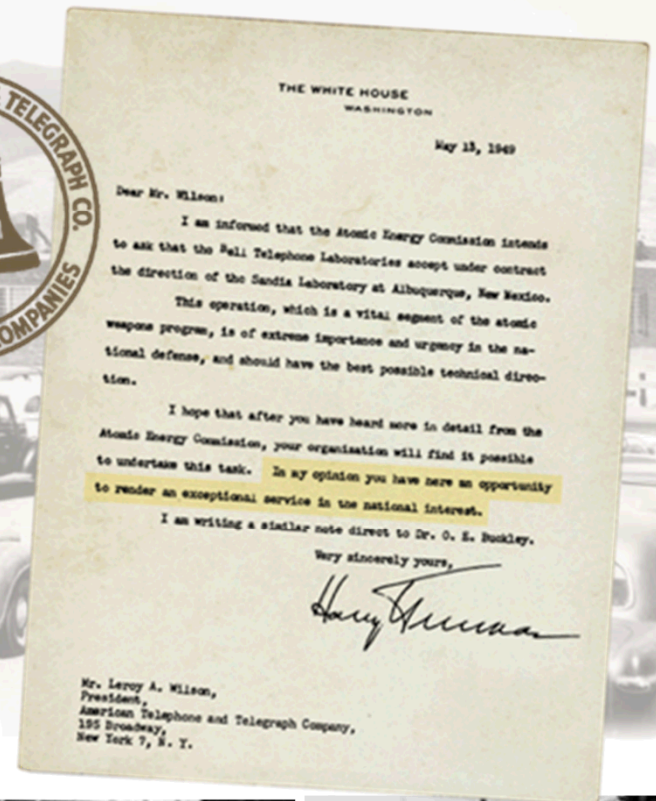 TELEGRAPH CO.
COMPANIES
THE WHITE HOUSE
WASHINGTON
May 13, 1949
Dear Mr. Wilson:
I am informed that the Atomic Energy Commission intends
to ask that the Bell Telephone Laboratories accept under contract
the direction of the Sandia Laboratory at Albuquerque, New Mexico.
This operation, which is a vital segment of the atomic
weapons program, is of extreme importance and urgency in the na-
tional defense, and should have the best possible technical direc-
tion.
I hope that after you have heard more in detail from the
Atomic Energy Commission, your organization will find it possible
to undertake this task. In my opinion you have here an opportunity
to render an exceptional service in the national interest.
I am writing a similar note direct to Dr. O. E. Buckley.
Very sincerely yours,
Harry Truman
Mr. Leroy A. Wilson,
President,
American Telephone and Telegraph Company,
195 Broadway,
New York 7, N. Y.